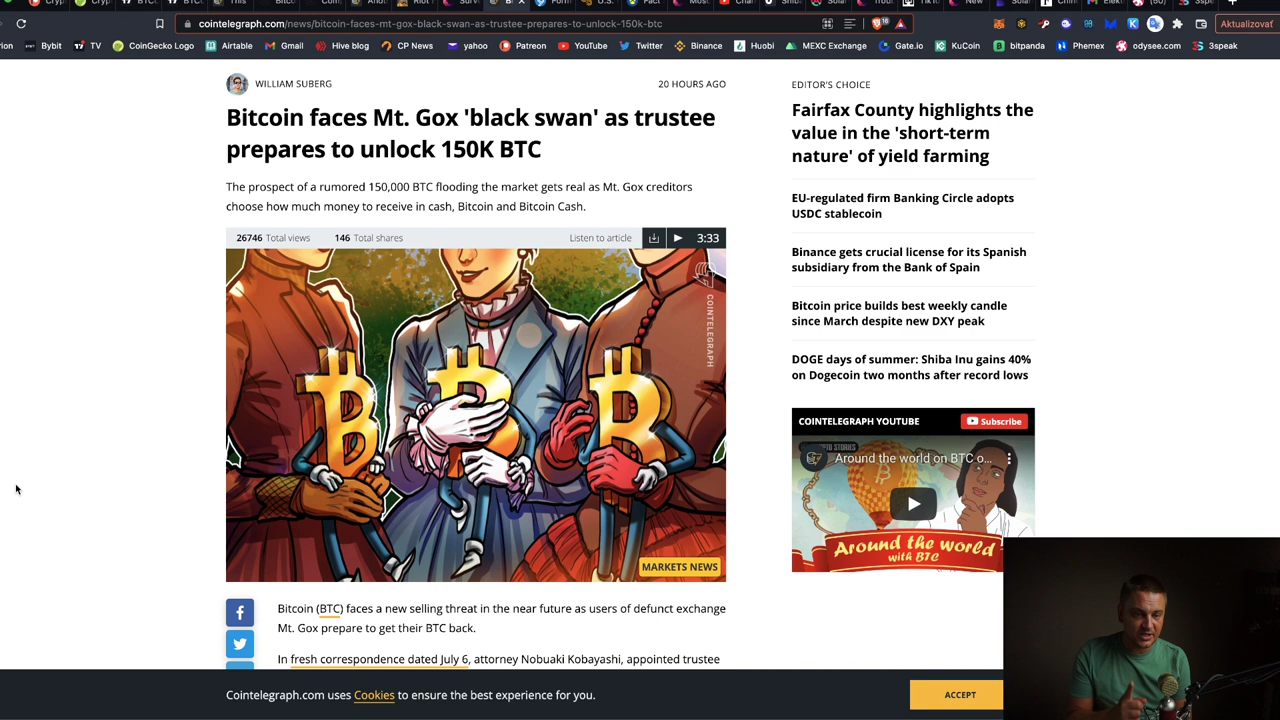 cointelegraph.com/news/bitcoin-faces-mt-gox-black-swan-as-trustee-prepares-to-unlock-150k-btc
16
Aktualizovať
Bybit TV CoinGecko Logo Airtable Gmail Hive blog CP News yahoo Patreon YouTube Twitter Binance Huobi MEXC Exchange Gate.io KuCoin bitpanda Phemex odysee.com 3speak
WILLIAM SUBERG
20 HOURS AGO
Bitcoin faces Mt. Gox 'black swan' as trustee
prepares to unlock 150K BTC
The prospect of a rumored 150,000 BTC flooding the market gets real as Mt. Gox creditors
choose how much money to receive in cash, Bitcoin and Bitcoin Cash.
26746 Total views 146 Total shares Listen to article 3:33
COINTELEGRAPH
MARKETS NEWS
Bitcoin (BTC) faces a new selling threat in the near future as users of defunct exchange
Mt. Gox prepare to get their BTC back.
In fresh correspondence dated July 6, attorney Nobuaki Kobayashi, appointed trustee
EDITOR'S CHOICE
Fairfax County highlights the
value in the 'short-term
nature' of yield farming
EU-regulated firm Banking Circle adopts
USDC stablecoin
Binance gets crucial license for its Spanish
subsidiary from the Bank of Spain
Bitcoin price builds best weekly candle
since March despite new DXY peak
DOGE days of summer: Shiba Inu gains 40%
on Dogecoin two months after record lows
COINTELEGRAPH YOUTUBE Subscribe
Around the world on BTC o...
Around the world
with BTC
Cointelegraph.com uses Cookies to ensure the best experience for you.
ACCEPT